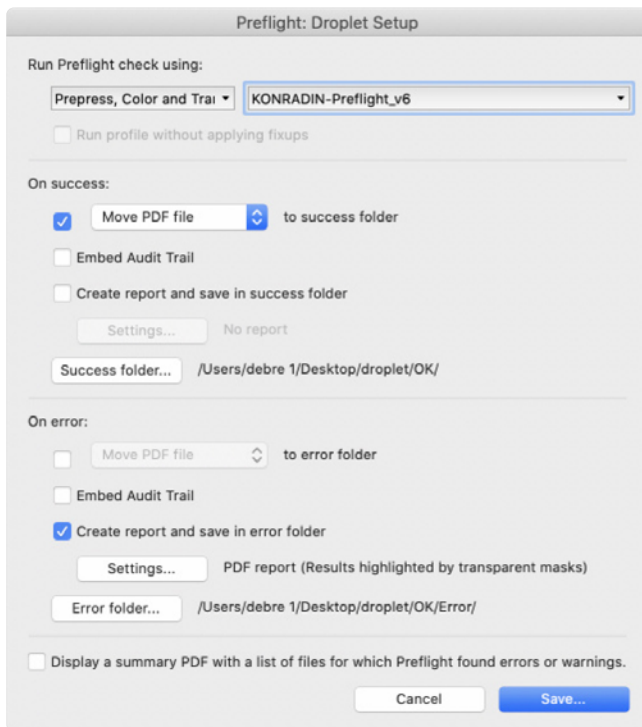 Preflight: Droplet Setup
Run Preflight check using:
Prepress, Color and Trai KONRADIN-Preflight_v6
Run profile without applying fixups
On success:
Move PDF file to success folder
Embed Audit Trail
Create report and save in success folder
Settings... No report
Success folder... /Users/debre 1/Desktop/droplet/OK/
On error:
Move PDF file to error folder
Embed Audit Trail
Create report and save in error folder
Settings... PDF report (Results highlighted by transparent masks)
Error folder... /Users/debre 1/Desktop/droplet/OK/Error/
Display a summary PDF with a list of files for which Preflight found errors or warnings.
Cancel Save...